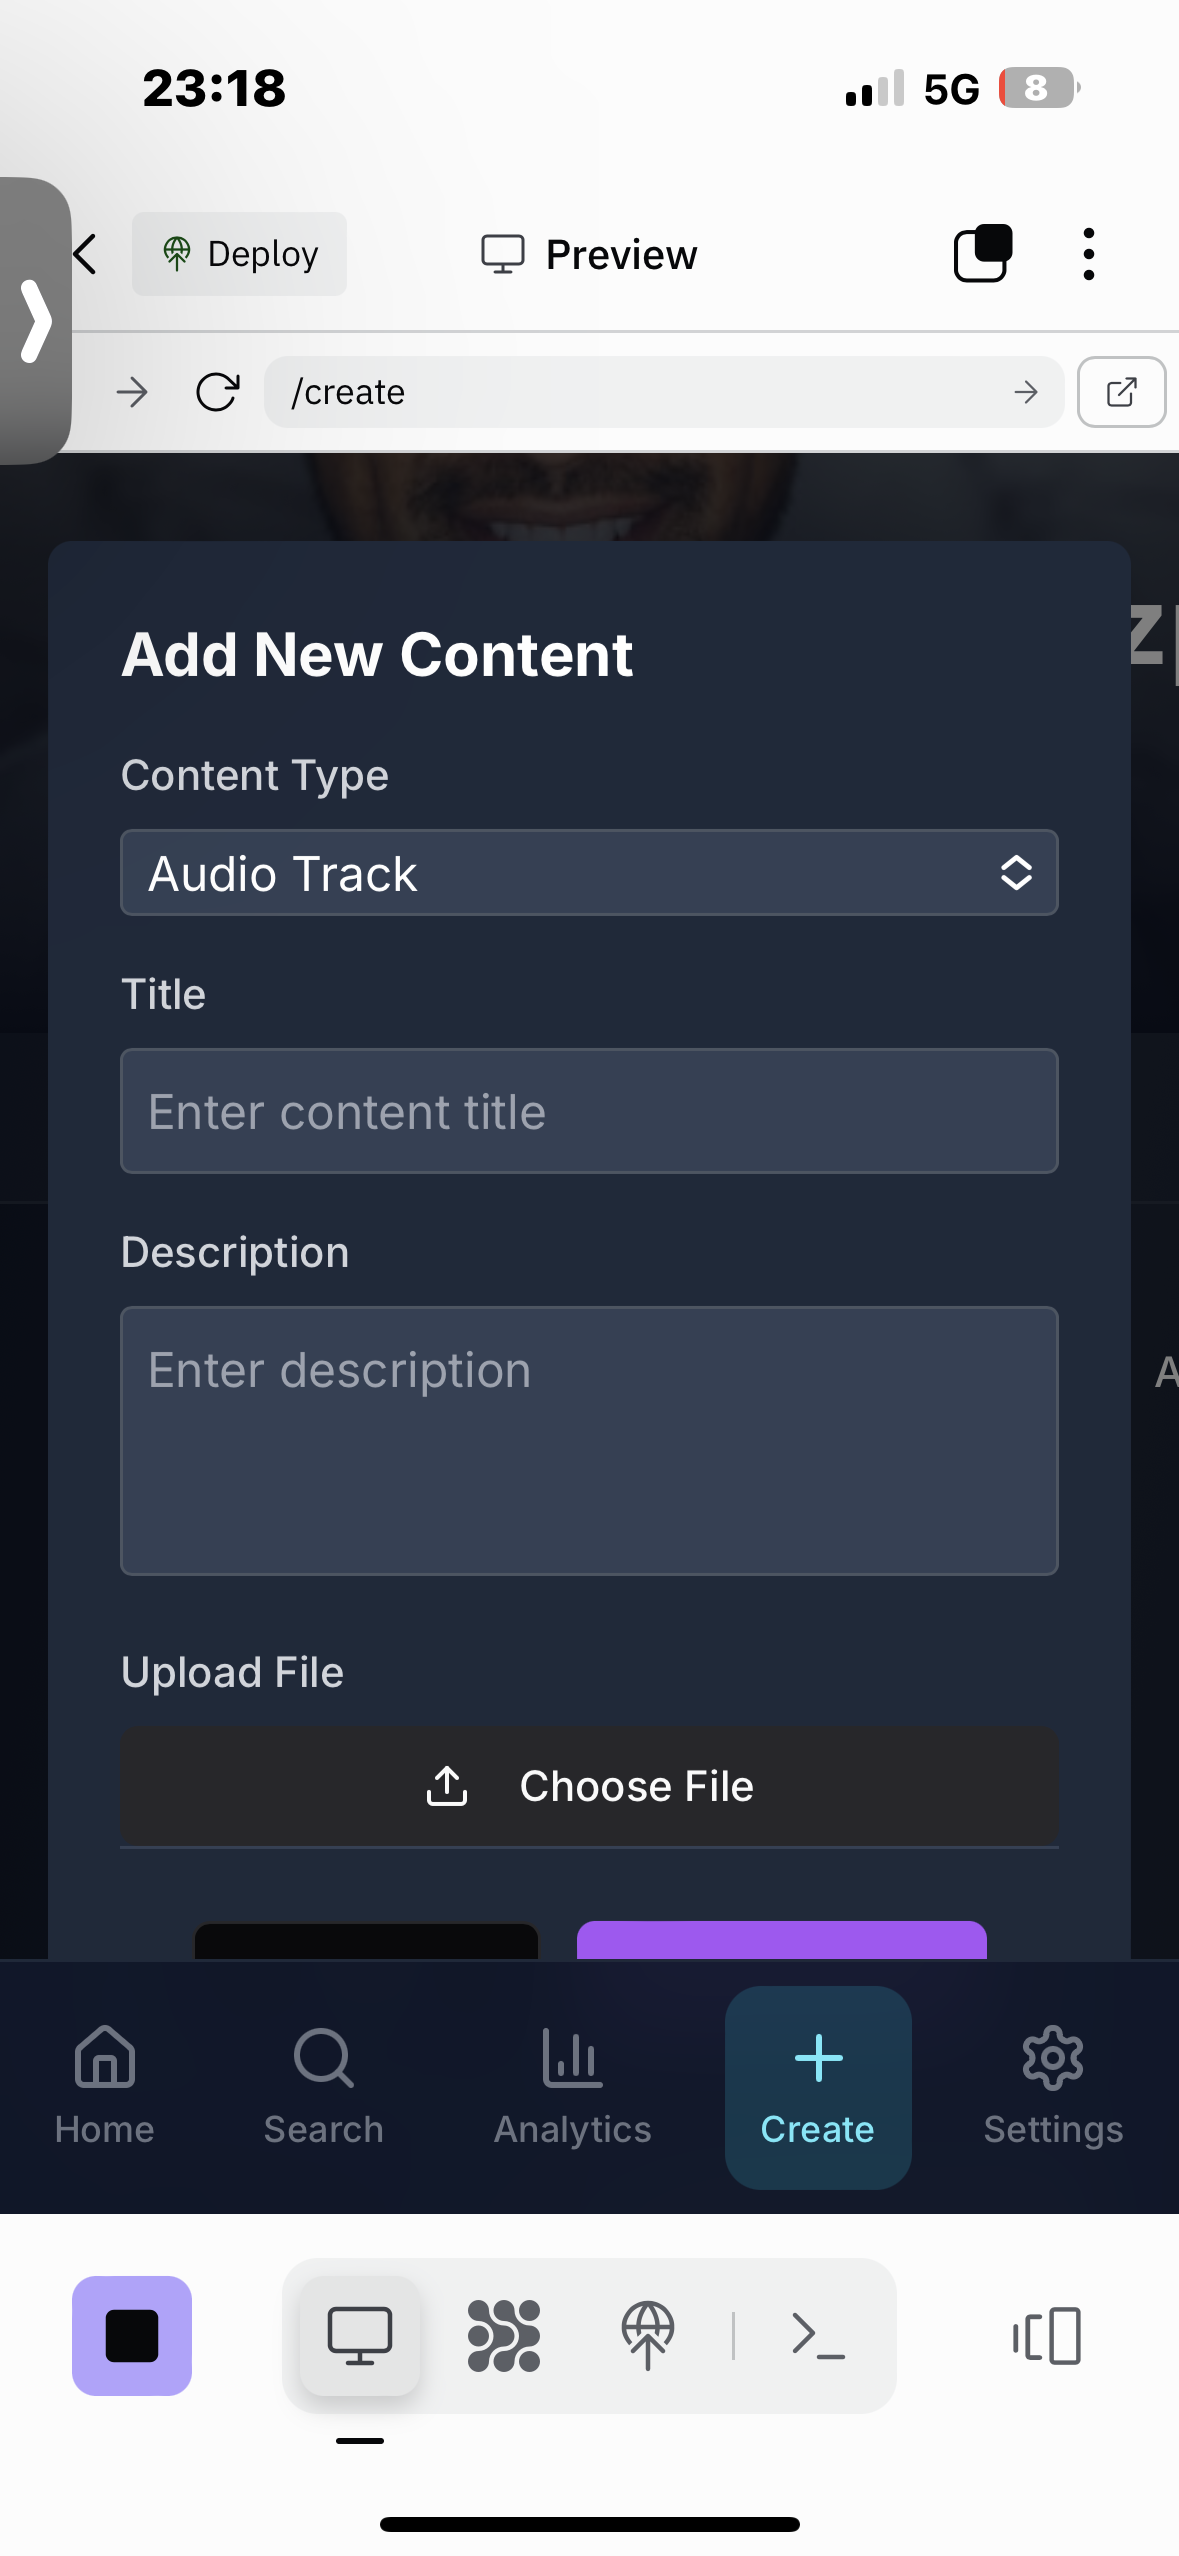 23:18
5G
8
Deploy
Preview
/create
Add New Content
Content Type
Audio Track
Title
Enter content title
Description
Enter description
Upload File
Choose File
Home
Search
Analytics
Create
Settings